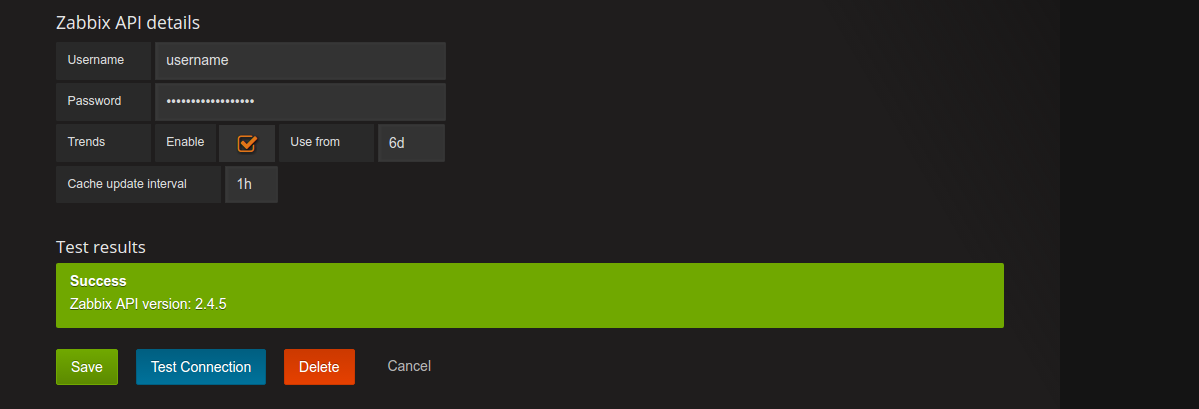 Zabbix API details
Username username
Password ••••••••••••••••••
Trends Enable Use from 6d
Cache update interval 1h
Test results
Success
Zabbix API version: 2.4.5
Save Test Connection Delete Cancel